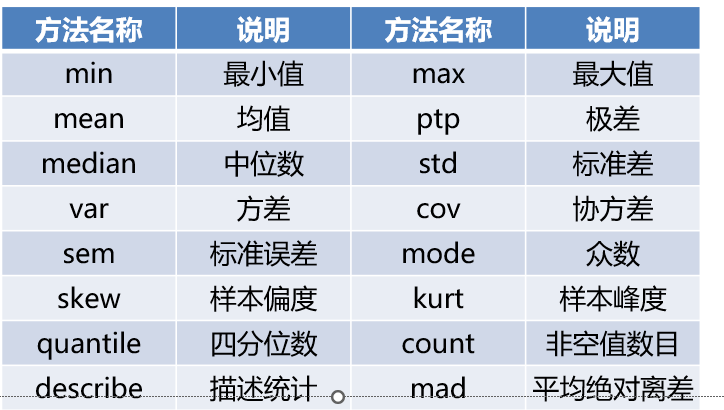 方法名称 说明 方法名称 说明
min 最小值 max 最大值
mean 均值 ptp 极差
median 中位数 std 标准差
var 方差 cov 协方差
sem 标准误差 mode 众数
skew 样本偏度 kurt 样本峰度
quantile 四分位数 count 非空值数目
describe 描述统计 mad 平均绝对离差